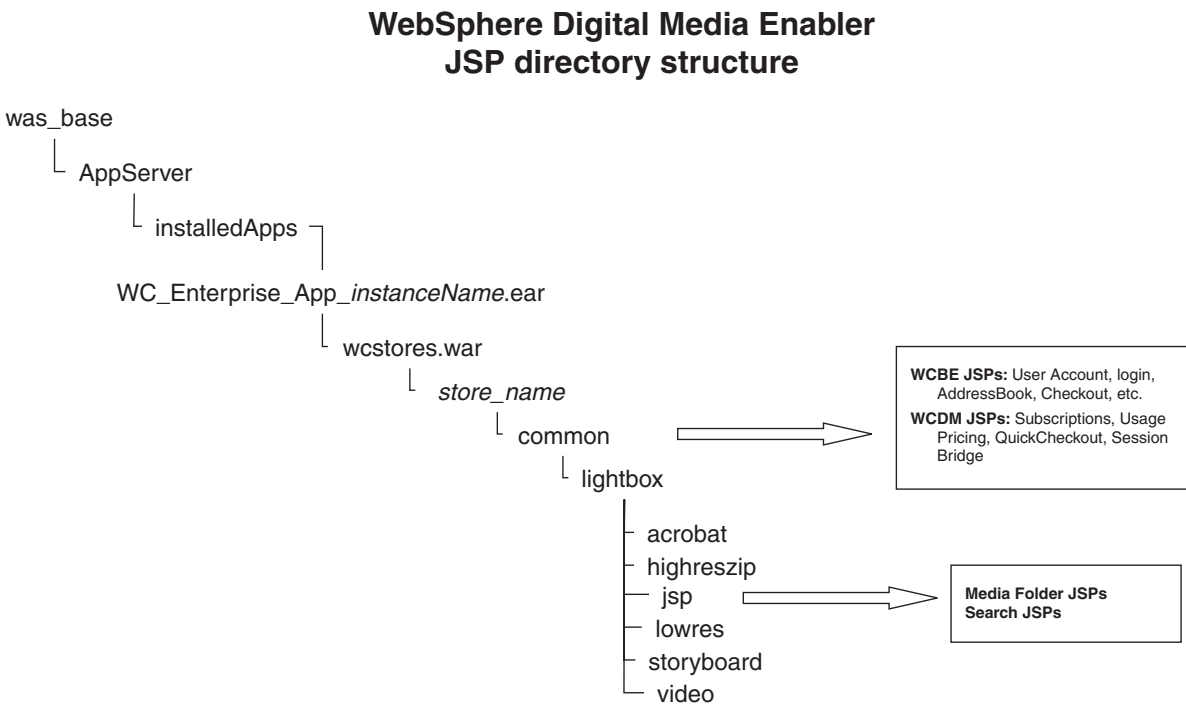 WebSphere Digital Media Enabler
JSP directory structure
was_base
AppServer
installedApps
WC_Enterprise_App_instanceName.ear
wcstores.war
store_name
common
lightbox
acrobat
highreszip
jsp
lowres
storyboard
video
WCBE JSPs: User Account, login,
AddressBook, Checkout, etc.
WCDM JSPs: Subscriptions, Usage
Pricing, QuickCheckout, Session
Bridge
Media Folder JSPs
Search JSPs